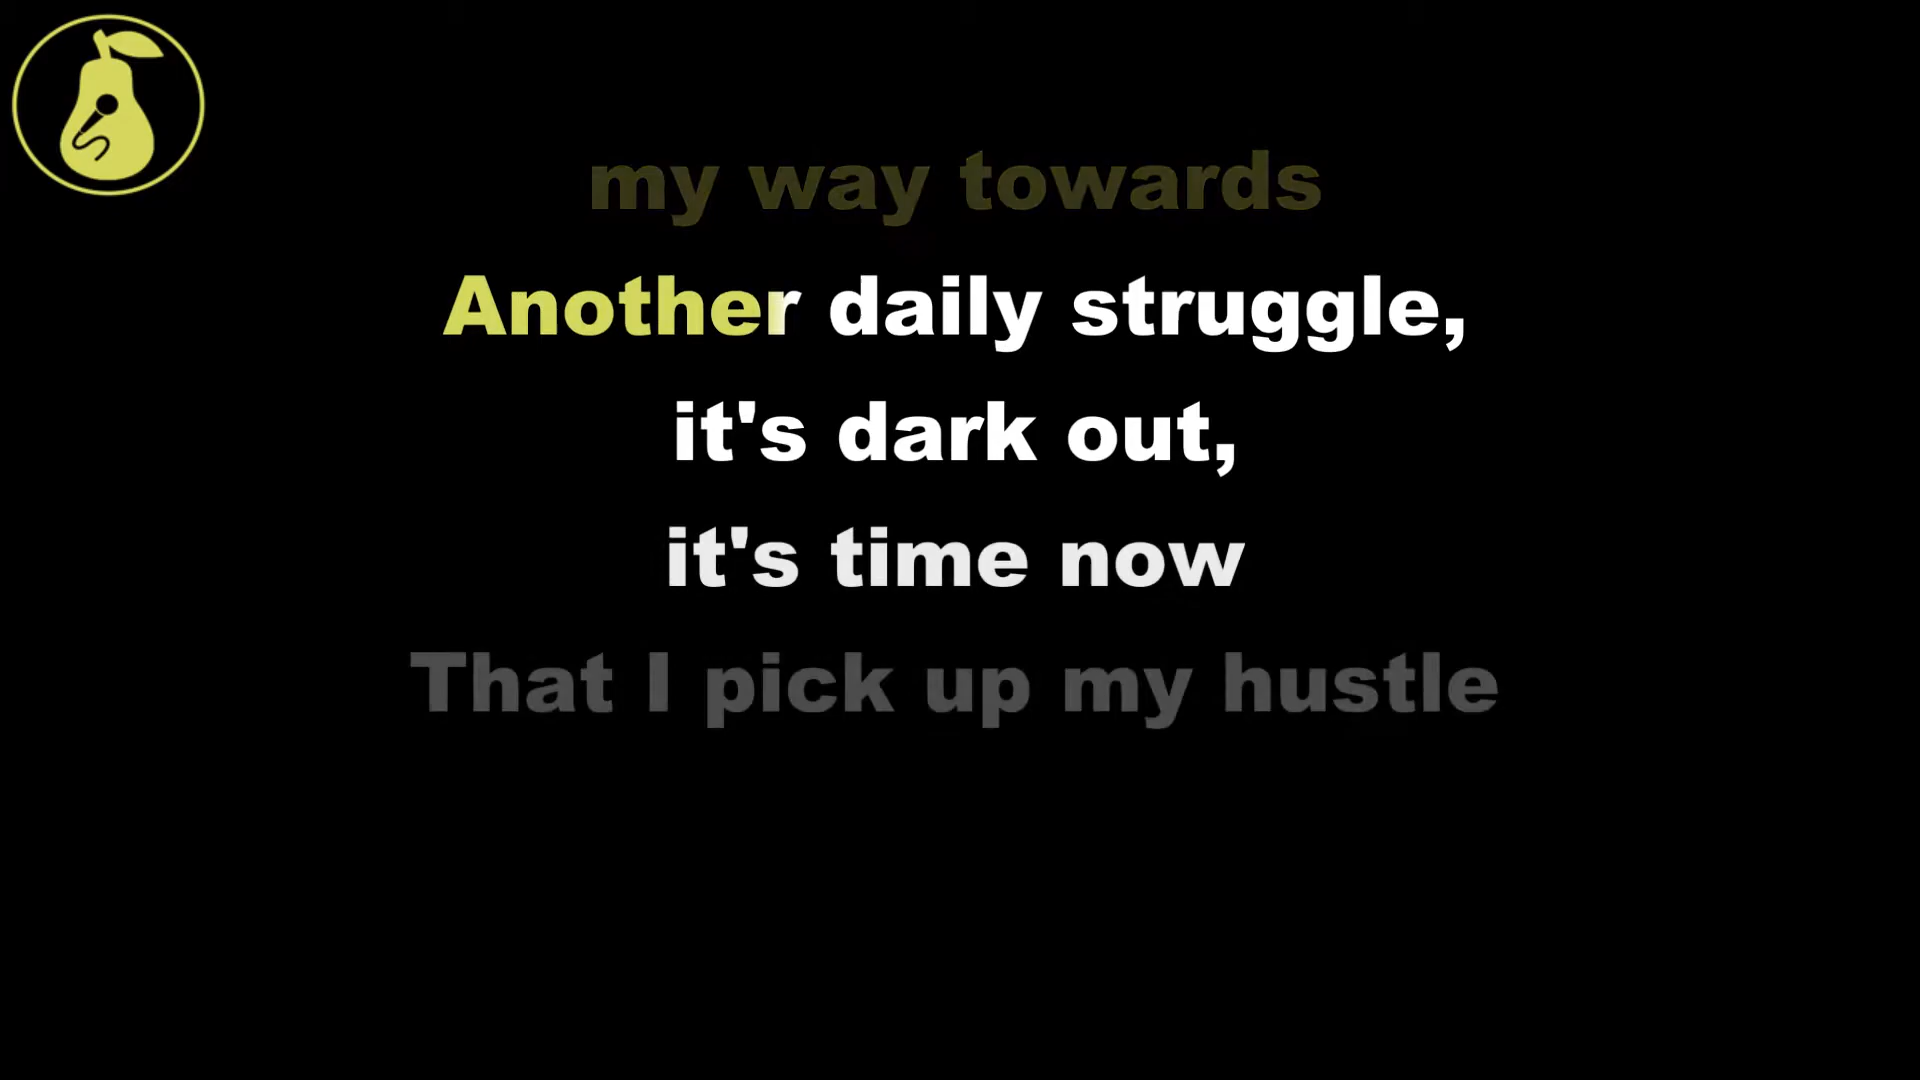 my way towards
Another daily struggle,
it's dark out,
it's time now
That I pick up my hustle